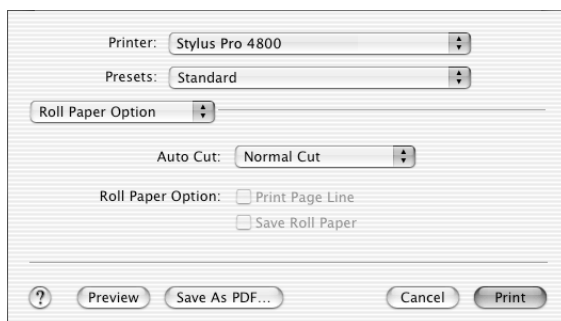 Printer: Stylus Pro 4800
Presets: Standard
Roll Paper Option
Auto Cut: Normal Cut
Roll Paper Option: Print Page Line
Save Roll Paper
? Preview Save As PDF... Cancel Print